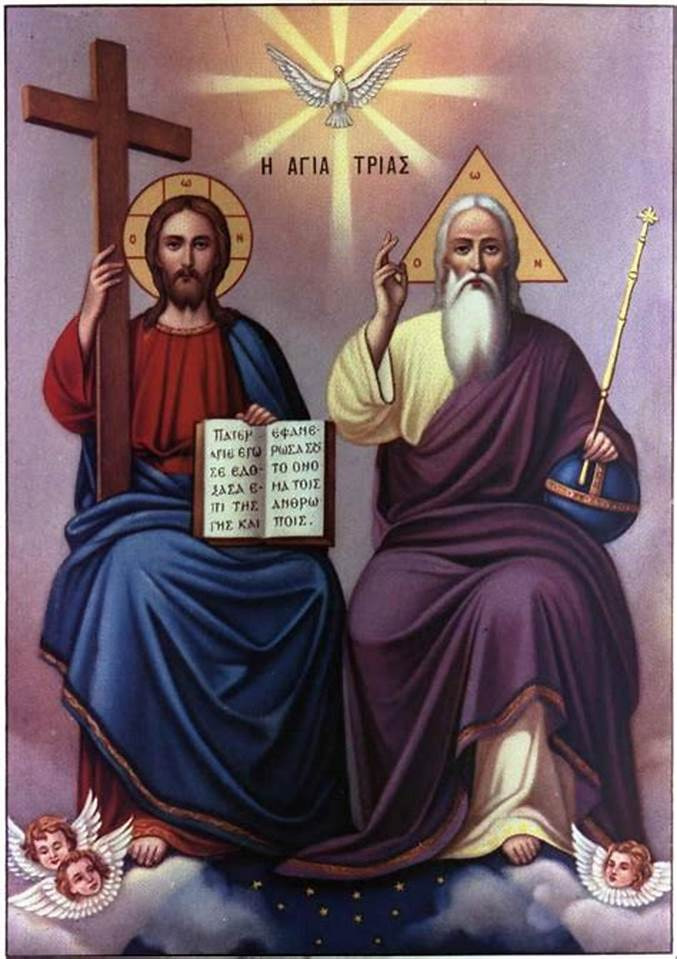 Η ΑΓΙΑ ΤΡΙΑΣ
Ω
Ο Ν
Ω
Ο Ν
ΠΑΤΕΡ
ΑΓΙΕ ΕΓΩ
ΣΕ ΕΔΟ-
ΞΑΣΑ Ε-
ΠΙ ΤΗΣ
ΓΗΣ ΚΑΙ
ΕΦΑΝΕ-
ΡΩΣΑ ΣΟΥ
ΤΟ ΟΝΟ
ΜΑ ΤΟΙΣ
ΑΝΘΡΩ
ΠΟΙΣ.